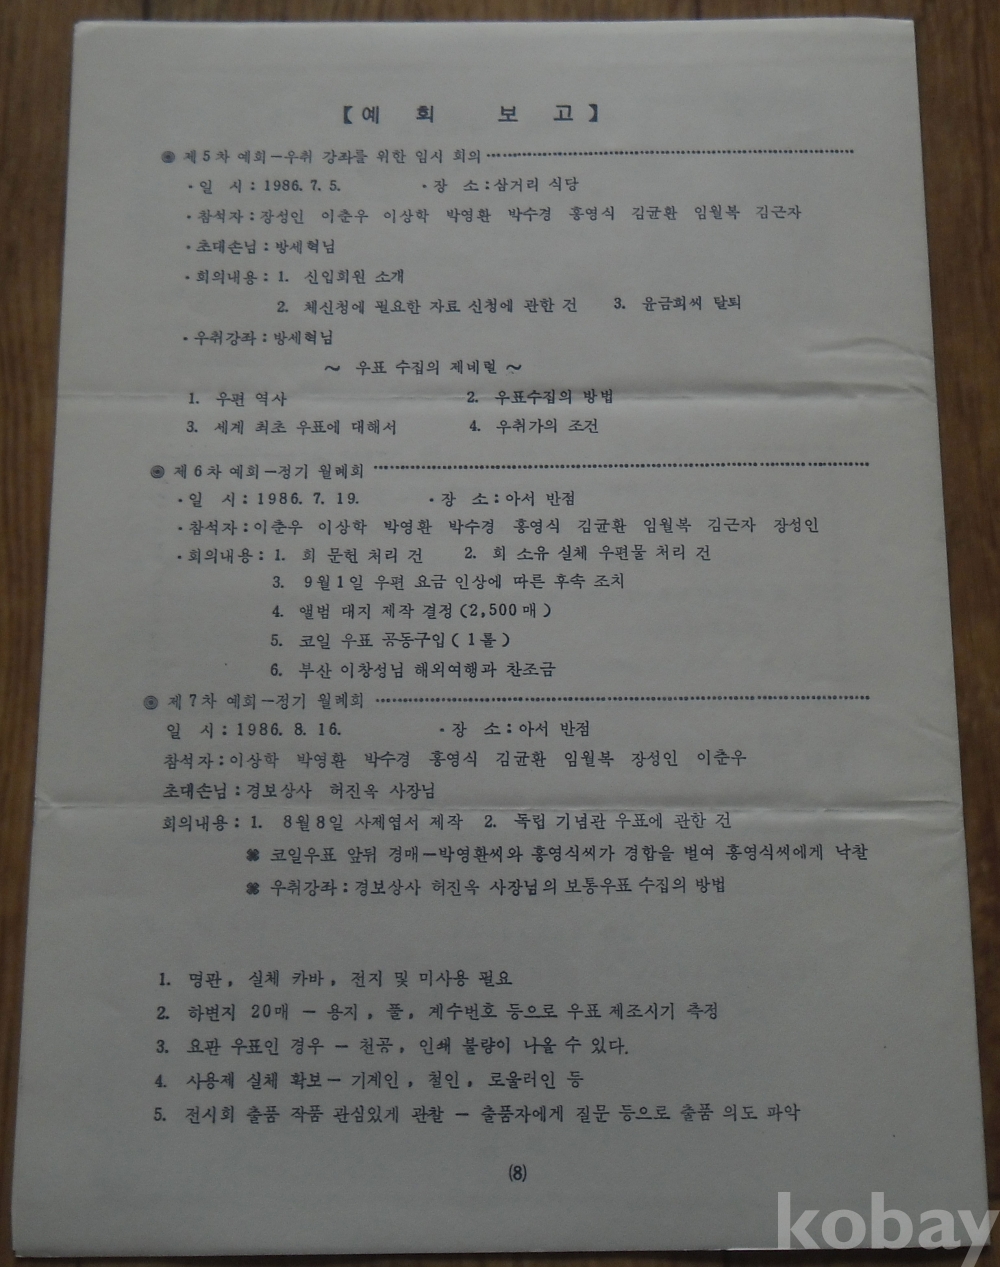 【예 회 보 고】
◉ 제5차 예회－우취 강좌를 위한 임시 회의
·일 시 : 1986. 7. 5. ·장 소 : 삼거리 식당
·참석자 : 장성인 이춘우 이상학 박영환 박수경 홍영식 김균환 임월복 김근자
·초대손님 : 방세혁님
·회의내용 : 1. 신입회원 소개
2. 체신청에 필요한 자료 신청에 관한 건 3. 윤금희씨 탈퇴
·우취강좌 : 방세혁님
～ 우표 수집의 제네럴 ～
1. 우편 역사 2. 우표수집의 방법
3. 세계 최초 우표에 대해서 4. 우취가의 조건
◉ 제6차 예회－정기 월례회
·일 시 : 1986. 7. 19. ·장 소 : 아서 반점
·참석자 : 이춘우 이상학 박영환 박수경 홍영식 김균환 임월복 김근자 장성인
·회의내용 : 1. 회 문헌 처리 건 2. 회 소유 실체 우편물 처리 건
3. 9월1일 우편 요금 인상에 따른 후속 조치
4. 앨범 대지 제작 결정 (2,500매)
5. 코일 우표 공동구입 (1롤)
6. 부산 이창성님 해외여행과 찬조금
◉ 제7차 예회－정기 월례회
일 시 : 1986. 8. 16. ·장 소 : 아서 반점
참석자 : 이상학 박영환 박수경 홍영식 김균환 임월복 장성인 이춘우
초대손님 : 경보상사 허진옥 사장님
회의내용 : 1. 8월8일 사제엽서 제작 2. 독립 기념관 우표에 관한 건
※ 코일우표 앞뒤 경매－박영환씨와 홍영식씨가 경합을 벌여 홍영식씨에게 낙찰
※ 우취강좌 : 경보상사 허진옥 사장님의 보통우표 수집의 방법
1. 명판, 실체 카바, 전지 및 미사용 필요
2. 하변지 20매 － 용지, 풀, 계수번호 등으로 우표 제조시기 측정
3. 요판 우표인 경우 － 천공, 인쇄 불량이 나올 수 있다.
4. 사용제 실체 확보－ 기계인, 철인, 로울러인 등
5. 전시회 출품 작품 관심있게 관찰 － 출품자에게 질문 등으로 출품 의도 파악
(8)
kobay